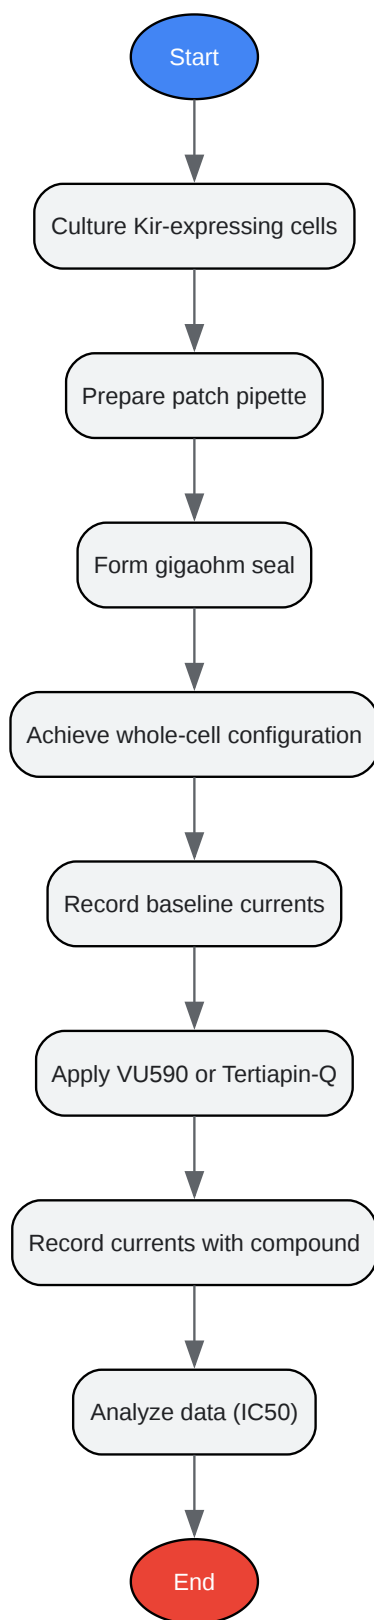 Start
Culture Kir-expressing cells
Prepare patch pipette
Form gigaohm seal
Achieve whole-cell configuration
Record baseline currents
Apply VU590 or Tertiapin-Q
Record currents with compound
Analyze data (IC50)
End